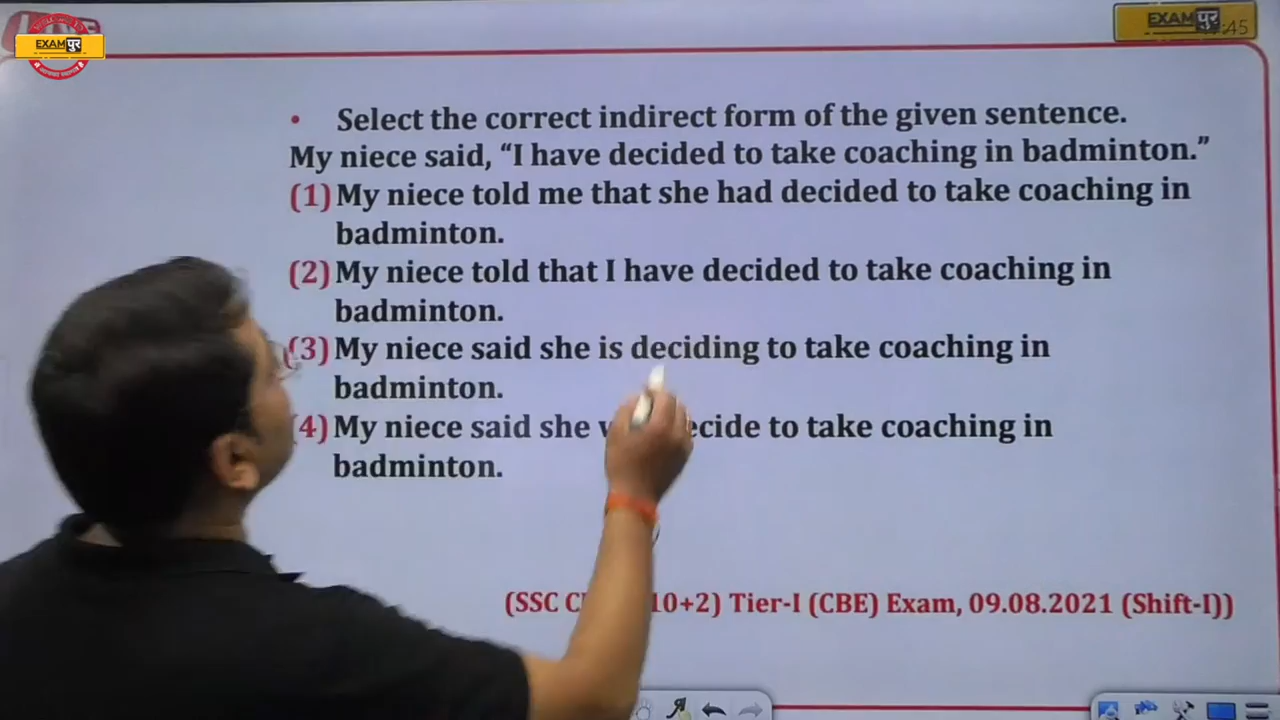 EXAMपुर
EXAMपुर
:45
• Select the correct indirect form of the given sentence.
My niece said, “I have decided to take coaching in badminton.”
(1) My niece told me that she had decided to take coaching in
badminton.
(2) My niece told that I have decided to take coaching in
badminton.
(3) My niece said she is deciding to take coaching in
badminton.
(4) My niece said she to take coaching in
badminton.
(SSC 10+2) Tier-I (CBE) Exam, 09.08.2021 (Shift-I))